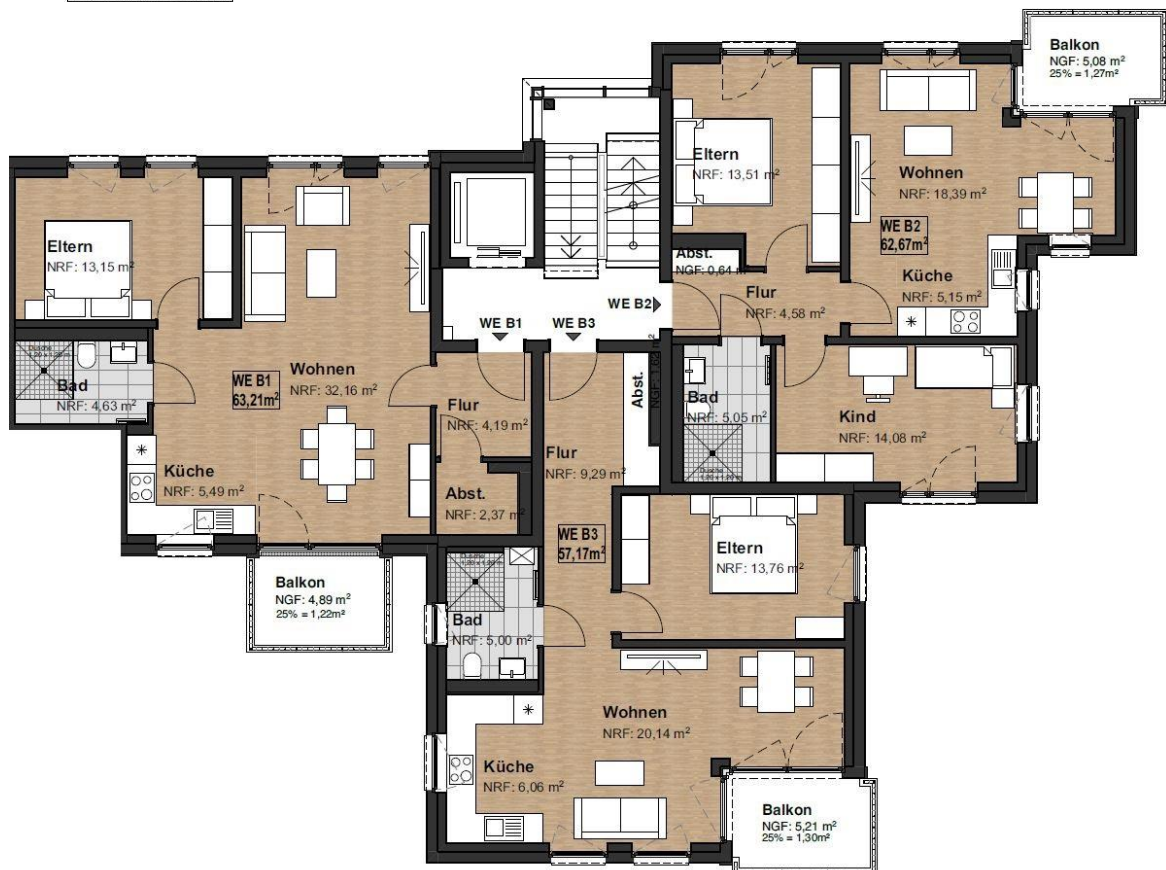 Balkon
NGF: 5,08 m²
25% = 1,27m²
Eltern
NRF: 13,51 m²
Wohnen
NRF: 18,39 m²
WE B2
62,67m²
Küche
NRF: 5,15 m²
Abst.
NGF: 0,64 m²
Flur
NRF: 4,58 m²
WE B2
WE B1
WE B3
Eltern
NRF: 13,15 m²
Bad
NRF: 4,63 m²
WE B1
63,21m²
Wohnen
NRF: 32,16 m²
Flur
NRF: 4,19 m²
Abst.
NGF: 1,62 m²
Bad
NRF: 5,05 m²
Kind
NRF: 14,08 m²
Küche
NRF: 5,49 m²
Abst.
NRF: 2,37 m²
Flur
NRF: 9,29 m²
WE B3
57,17m²
Eltern
NRF: 13,76 m²
Balkon
NGF: 4,89 m²
25% = 1,22m²
Bad
NRF: 5,00 m²
Wohnen
NRF: 20,14 m²
Küche
NRF: 6,06 m²
Balkon
NGF: 5,21 m²
25% = 1,30m²